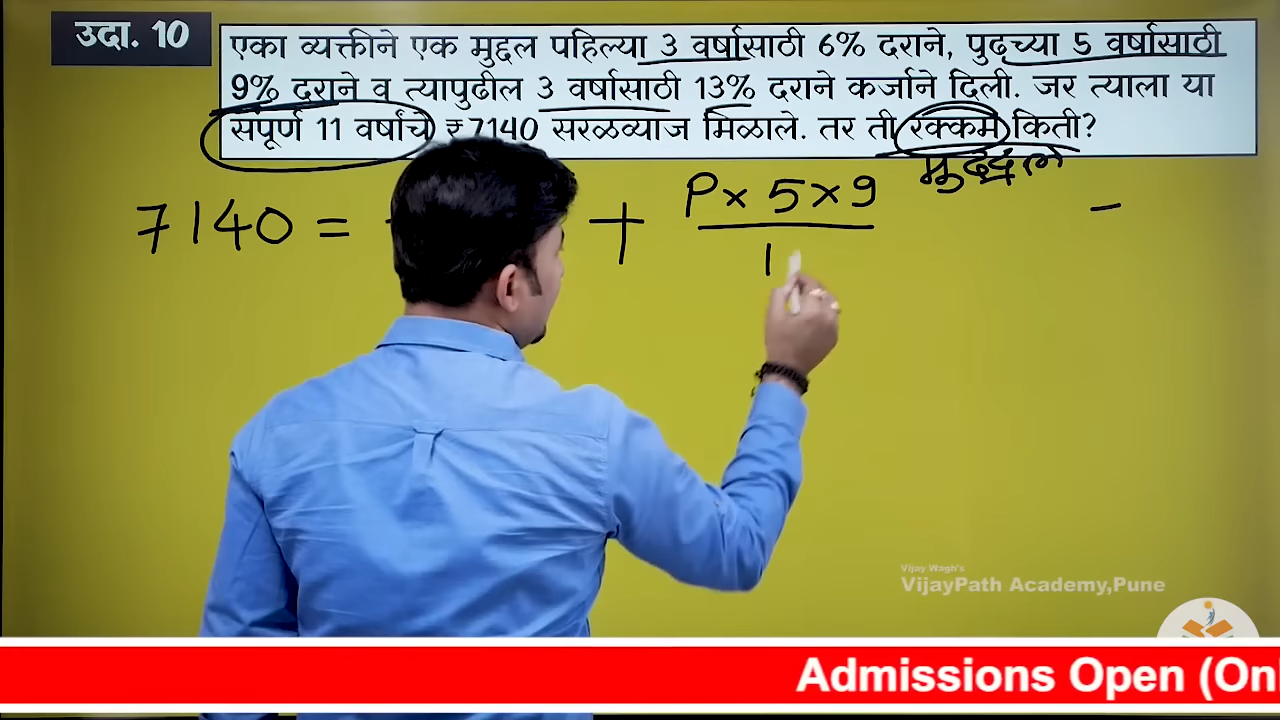 उदा. 10
एका व्यक्तीने एक मुद्दल पहिल्या 3 वर्षासाठी 6% दराने, पुढच्या 5 वर्षासाठी
9% दराने व त्यापुढील 3 वर्षासाठी 13% दराने कर्जाने दिली. जर त्याला या
संपूर्ण 11 वर्षांचे ₹7140 सरळव्याज मिळाले. तर ती रक्कम किती?
मुद्दल
7140 = + P × 5 × 9
1
Vijay Wagh's
VijayPath Academy,Pune
Admissions Open (On